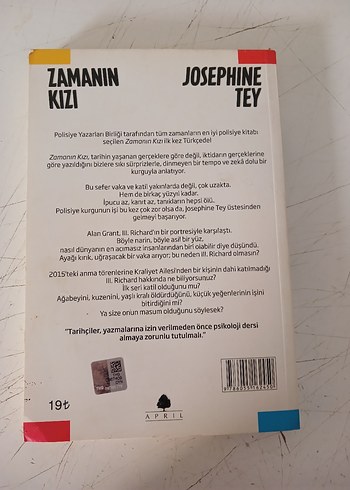 ZAMANIN
KIZI
JOSEPHINE
TEY
Polisiye Yazarları Birliği tarafından tüm zamanların en iyi polisiye kitabı
seçilen Zamanın Kızı ilk kez Türkçede!
Zamanın Kızı, tarihin yaşanan gerçeklere göre değil, iktidarın gerçeklerine
göre yazıldığını bizlere sıkı sürprizlerle, dinmeyen bir tempo ve zekâ dolu bir
kurguyla anlatıyor.
Bu sefer vaka ve katil yakınlarda değil, çok uzakta.
Hem de birkaç yüzyıl kadar.
İpucu az, kanıt az, tanıkların hepsi ölü.
Polisiye kurgunun işi bu kez çok zor olsa da, Josephine Tey üstesinden
gelmeyi başarıyor.
Alan Grant, III. Richard'ın bir portresiyle karşılaştı.
Böyle narin, böyle asil bir yüz,
nasıl dünyanın en acımasız insanlarından biri olabilir diye düşündü.
Ayağı kırık, uğraşacak bir vaka arıyor; bu neden III. Richard olmasın?
2015'teki anma törenlerine Kraliyet Ailesi'nden bir kişinin dahi katılmadığı
III. Richard hakkında ne biliyorsunuz?
İlk seri katil olduğunu mu?
Ağabeyini, kuzenini, yaşlı kralı öldürdüğünü, küçük yeğenlerinin işini
bitirdiğini mi?
Ya size onun masum olduğunu söylesek?
"Tarihçiler, yazmalarına izin verilmeden önce psikoloji dersi
almaya zorunlu tutulmalı."
19₺
APRIL